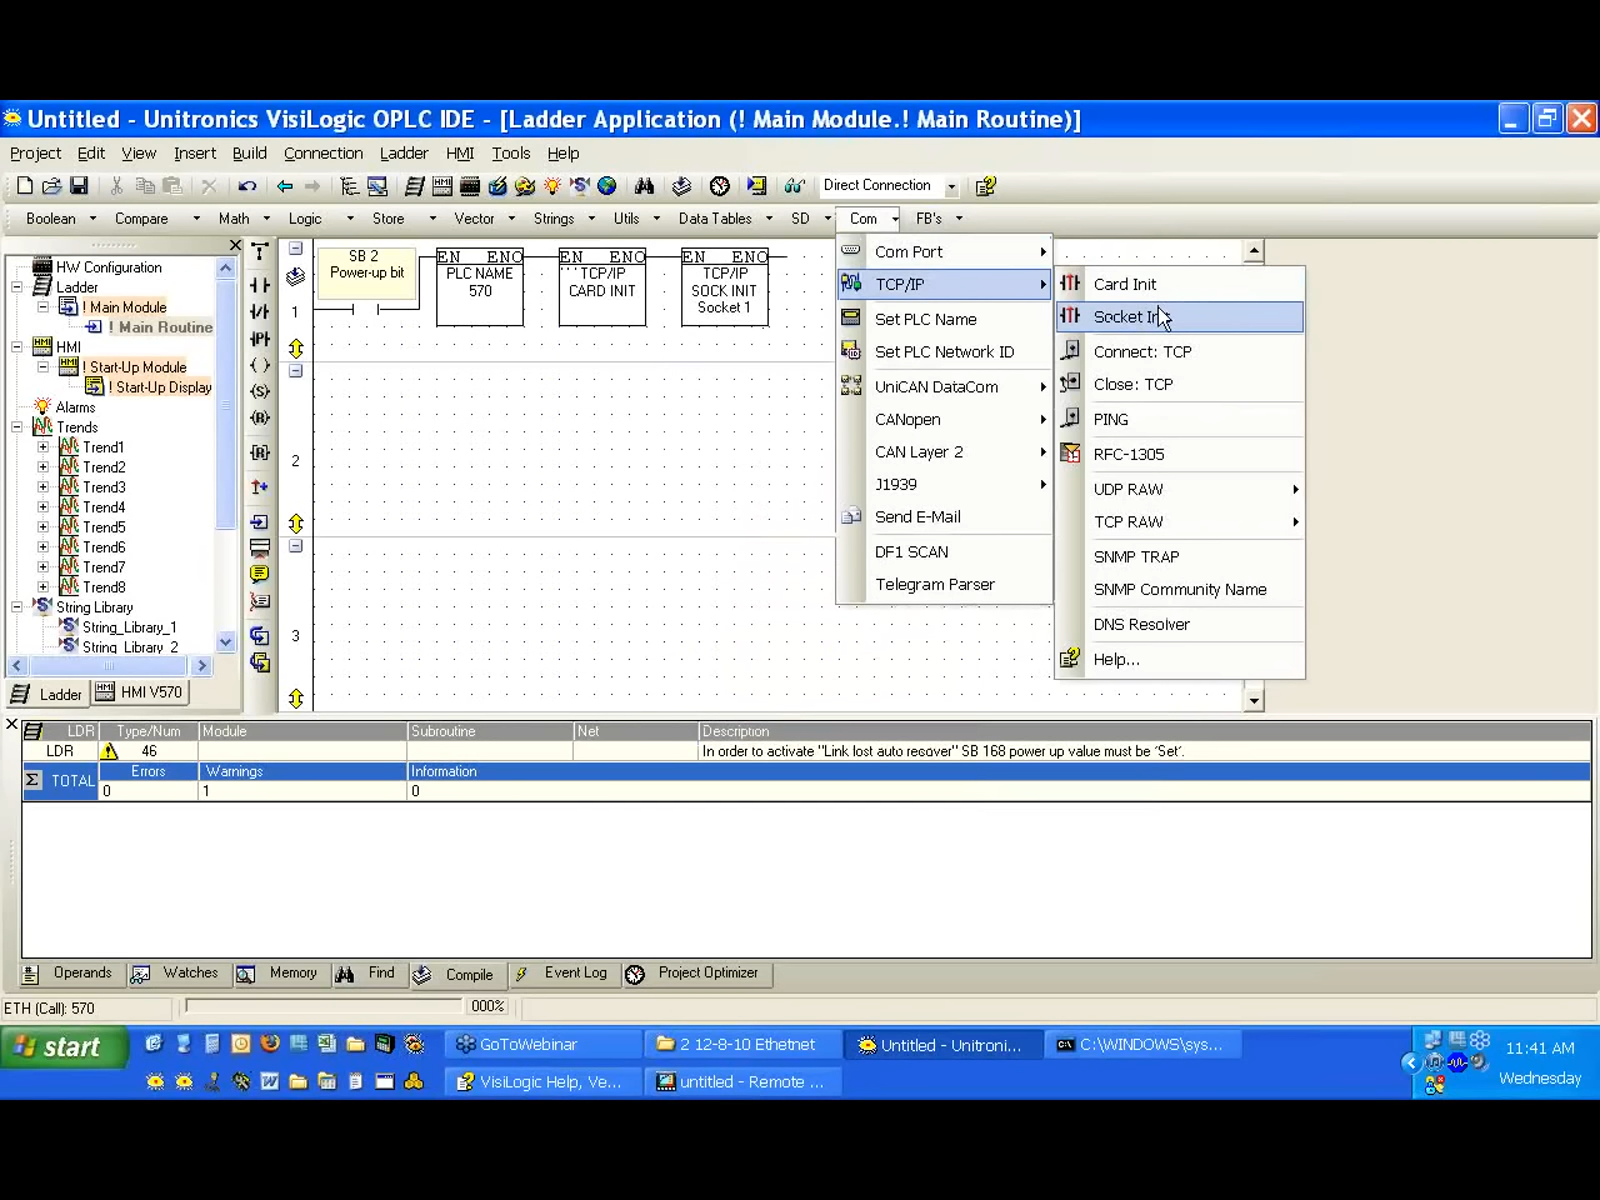 Untitled - Unitronics VisiLogic OPLC IDE - [Ladder Application (! Main Module.! Main Routine)]
Project Edit View Insert Build Connection Ladder HMI Tools Help
Direct Connection
Boolean Compare Math Logic Store Vector Strings Utils Data Tables SD Com FB's
HW Configuration
Ladder
! Main Module
! Main Routine
HMI
! Start-Up Module
! Start-Up Display
Alarms
Trends
Trend1
Trend2
Trend3
Trend4
Trend5
Trend6
Trend7
Trend8
String Library
String_Library_1
String_Library_2
Ladder HMI V570
1
SB 2
Power-up bit
EN ENO
PLC NAME
570
EN ENO
TCP/IP
CARD INIT
EN ENO
TCP/IP
SOCK INIT
Socket 1
2
3
Com Port
TCP/IP
Set PLC Name
Set PLC Network ID
UniCAN DataCom
CANopen
CAN Layer 2
J1939
Send E-Mail
DF1 SCAN
Telegram Parser
Card Init
Socket
Connect: TCP
Close: TCP
PING
RFC-1305
UDP RAW
TCP RAW
SNMP TRAP
SNMP Community Name
DNS Resolver
Help...
LDR Type/Num Module Subroutine Net Description
LDR 46 In order to activate "Link lost auto recover" SB 168 power up value must be 'Set'.
Σ TOTAL Errors Warnings Information
0 1 0
Operands Watches Memory Find Compile Event Log Project Optimizer
ETH (Call): 570 000%
start GoToWebinar 2 12-8-10 Ethetnet Untitled - Unitroni... C:\WINDOWS\sys... 11:41 AM
VisiLogic Help, Ve... untitled - Remote ... Wednesday